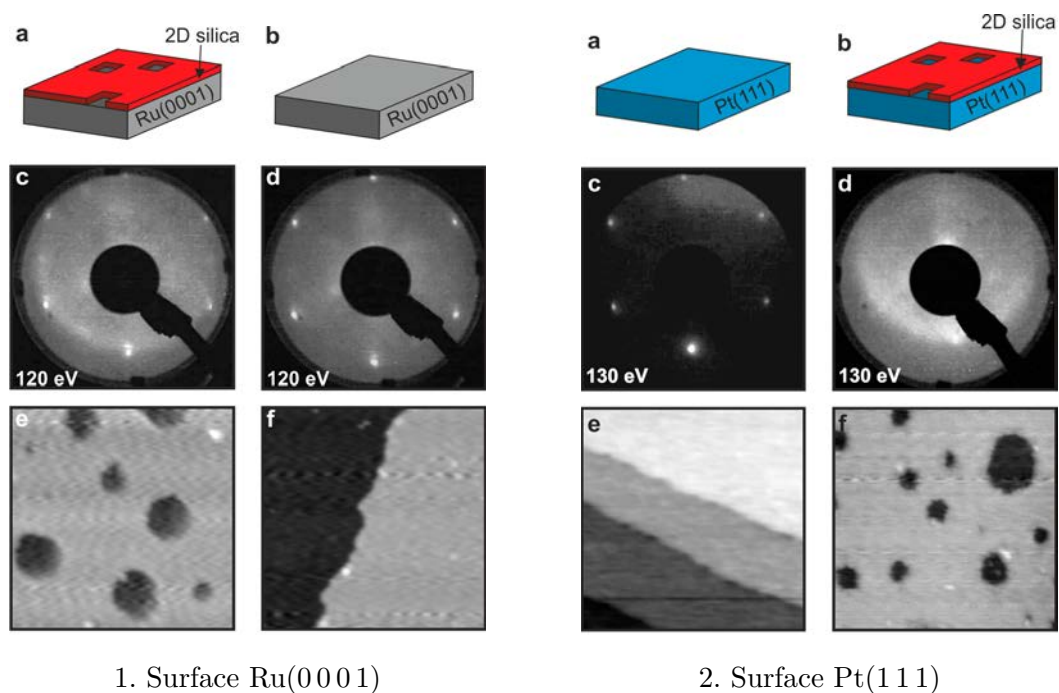 a
2D silica
Ru(0001)
b
Ru(0001)
c
120 eV
d
120 eV
e
f
1. Surface Ru(0 0 0 1)
a
Pt(111)
b
2D silica
Pt(111)
c
130 eV
d
130 eV
e
f
2. Surface Pt(1 1 1)